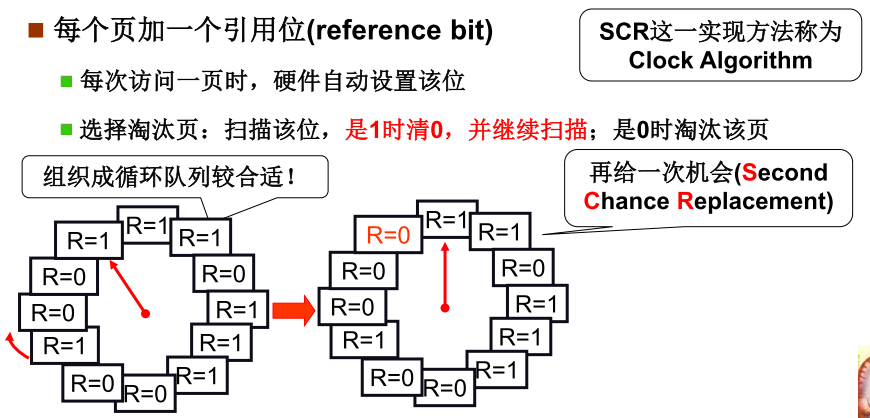 每个页加一个引用位(reference bit)
SCR这一实现方法称为
Clock Algorithm
每次访问一页时，硬件自动设置该位
选择淘汰页：扫描该位，是1时清0，并继续扫描；是0时淘汰该页
组织成循环队列较合适！
再给一次机会(Second
Chance Replacement)
R=1
R=1
R=1
R=0
R=0
R=0
R=1
R=1
R=1
R=1
R=0
R=0
R=1
R=0
R=1
R=0
R=0
R=0
R=1
R=1
R=1
R=1
R=0
R=0